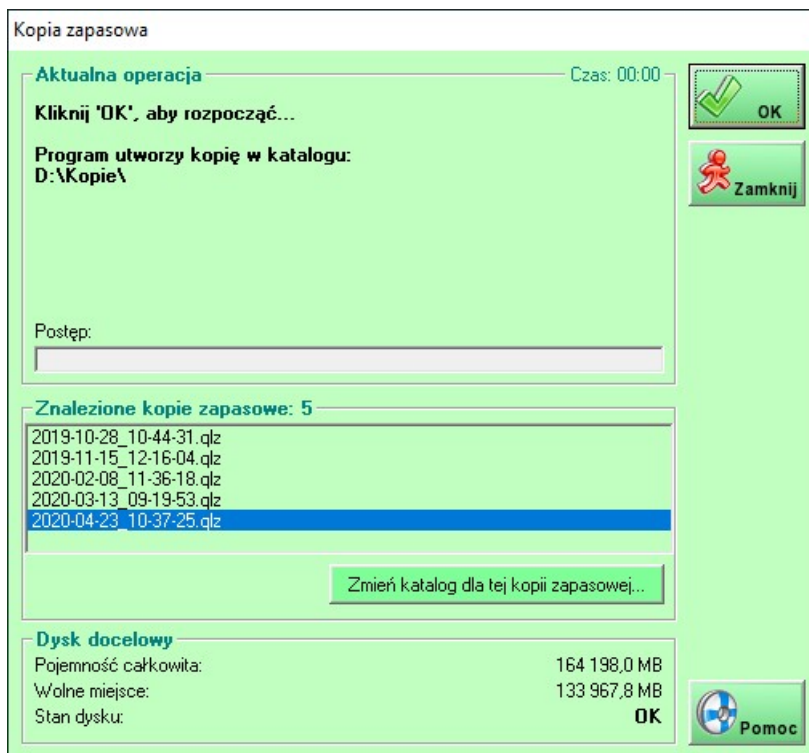 Kopia zapasowa
Aktualna operacja
Czas: 00:00
Kliknij 'OK', aby rozpocząć...
Program utworzy kopię w katalogu:
D:\Kopie\
Postęp:
OK
Zamknij
Znalezione kopie zapasowe: 5
2019-10-28_10-44-31.qlz
2019-11-15_12-16-04.qlz
2020-02-08_11-36-18.qlz
2020-03-13_09-19-53.qlz
2020-04-23_10-37-25.qlz
Zmień katalog dla tej kopii zapasowej...
Dysk docelowy
Pojemność całkowita: 164 198,0 MB
Wolne miejsce: 133 967,8 MB
Stan dysku: OK
Pomoc